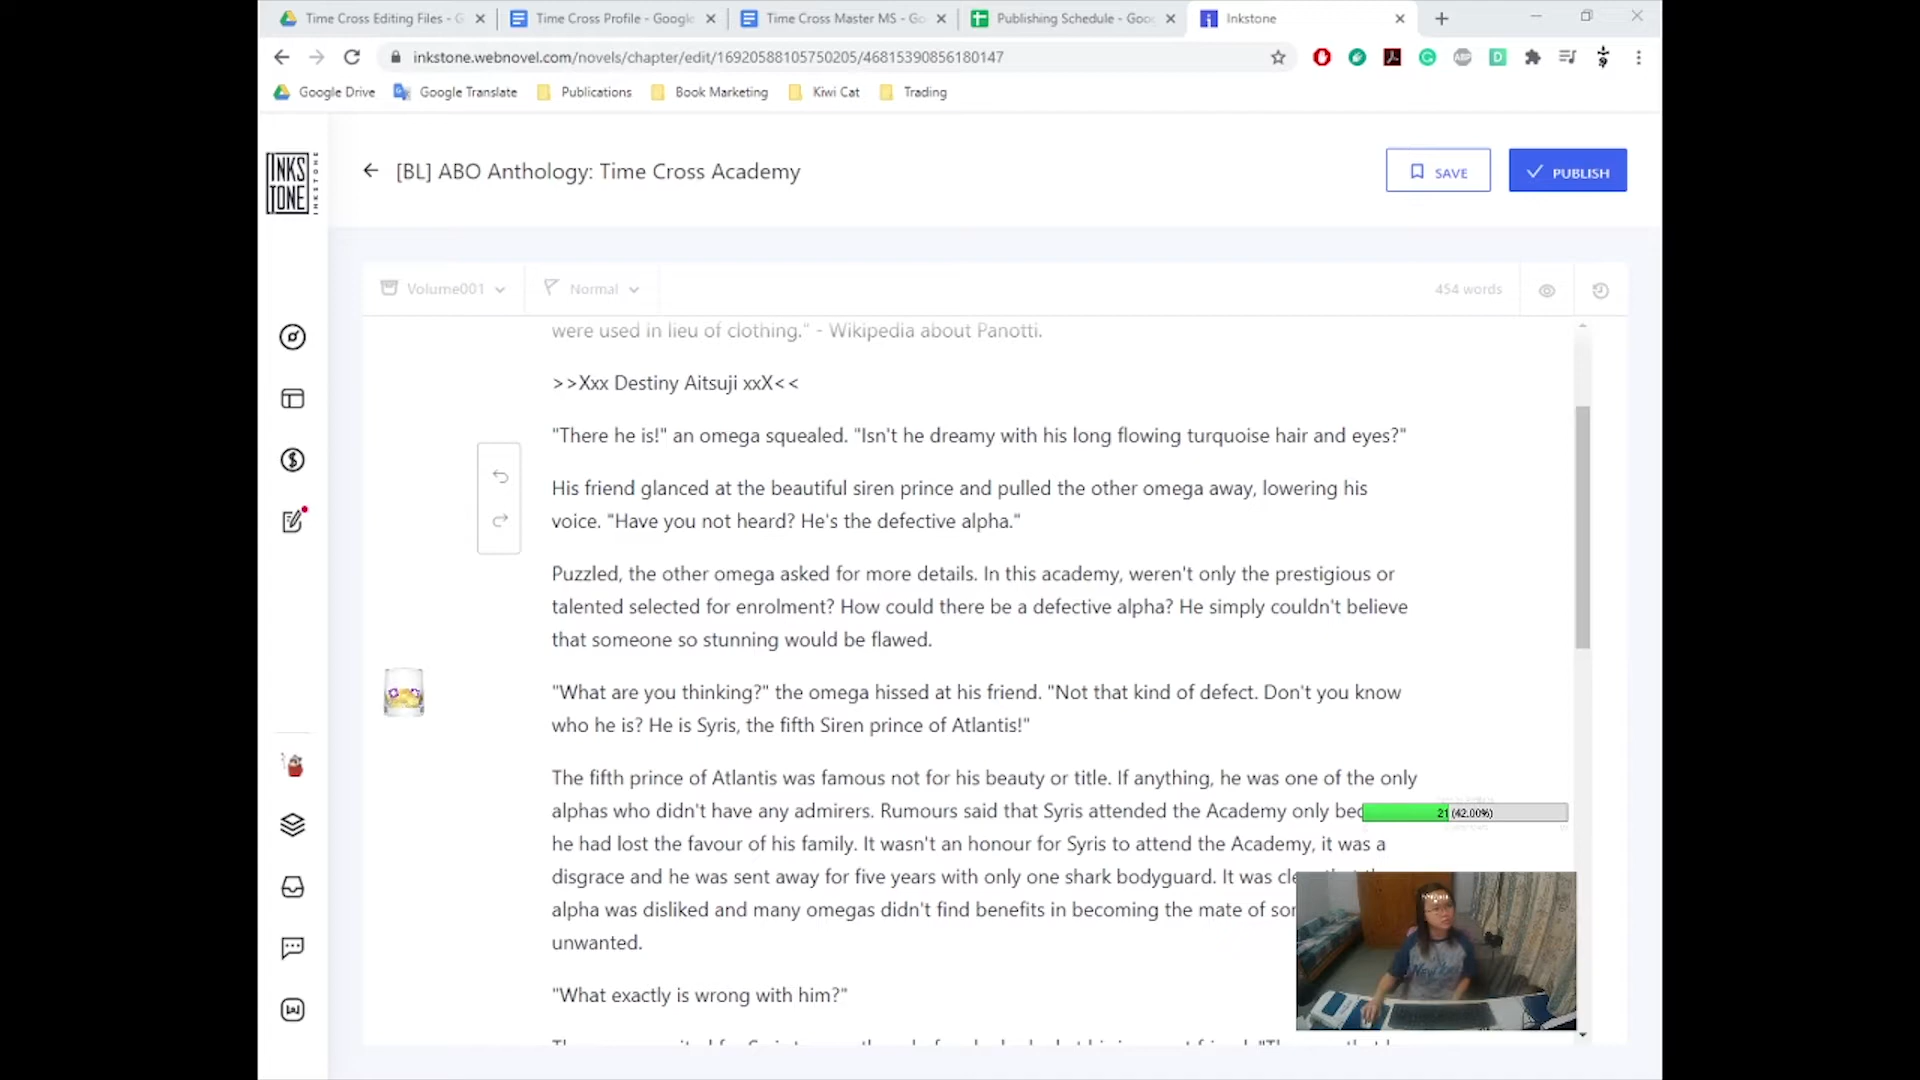 Time Cross Editing Files - G
Time Cross Profile - Google
Time Cross Master MS - Go
Publishing Schedule - Goo
Inkstone
inkstone.webnovel.com/novels/chapter/edit/16920588105750205/46815390856180147
Google Drive
Google Translate
Publications
Book Marketing
Kiwi Cat
Trading
INKS
TONE
INKSTONE
[BL] ABO Anthology: Time Cross Academy
SAVE
PUBLISH
Volume001
Normal
454 words
were used in lieu of clothing." - Wikipedia about Panotti.
>>Xxx Destiny Aitsuji xxX<<
"There he is!" an omega squealed. "Isn't he dreamy with his long flowing turquoise hair and eyes?"
His friend glanced at the beautiful siren prince and pulled the other omega away, lowering his
voice. "Have you not heard? He's the defective alpha."
Puzzled, the other omega asked for more details. In this academy, weren't only the prestigious or
talented selected for enrolment? How could there be a defective alpha? He simply couldn't believe
that someone so stunning would be flawed.
"What are you thinking?" the omega hissed at his friend. "Not that kind of defect. Don't you know
who he is? He is Syris, the fifth Siren prince of Atlantis!"
The fifth prince of Atlantis was famous not for his beauty or title. If anything, he was one of the only
alphas who didn't have any admirers. Rumours said that Syris attended the Academy only bec
21 (42.00%)
he had lost the favour of his family. It wasn't an honour for Syris to attend the Academy, it was a
disgrace and he was sent away for five years with only one shark bodyguard. It was cle
alpha was disliked and many omegas didn't find benefits in becoming the mate of so
unwanted.
"What exactly is wrong with him?"